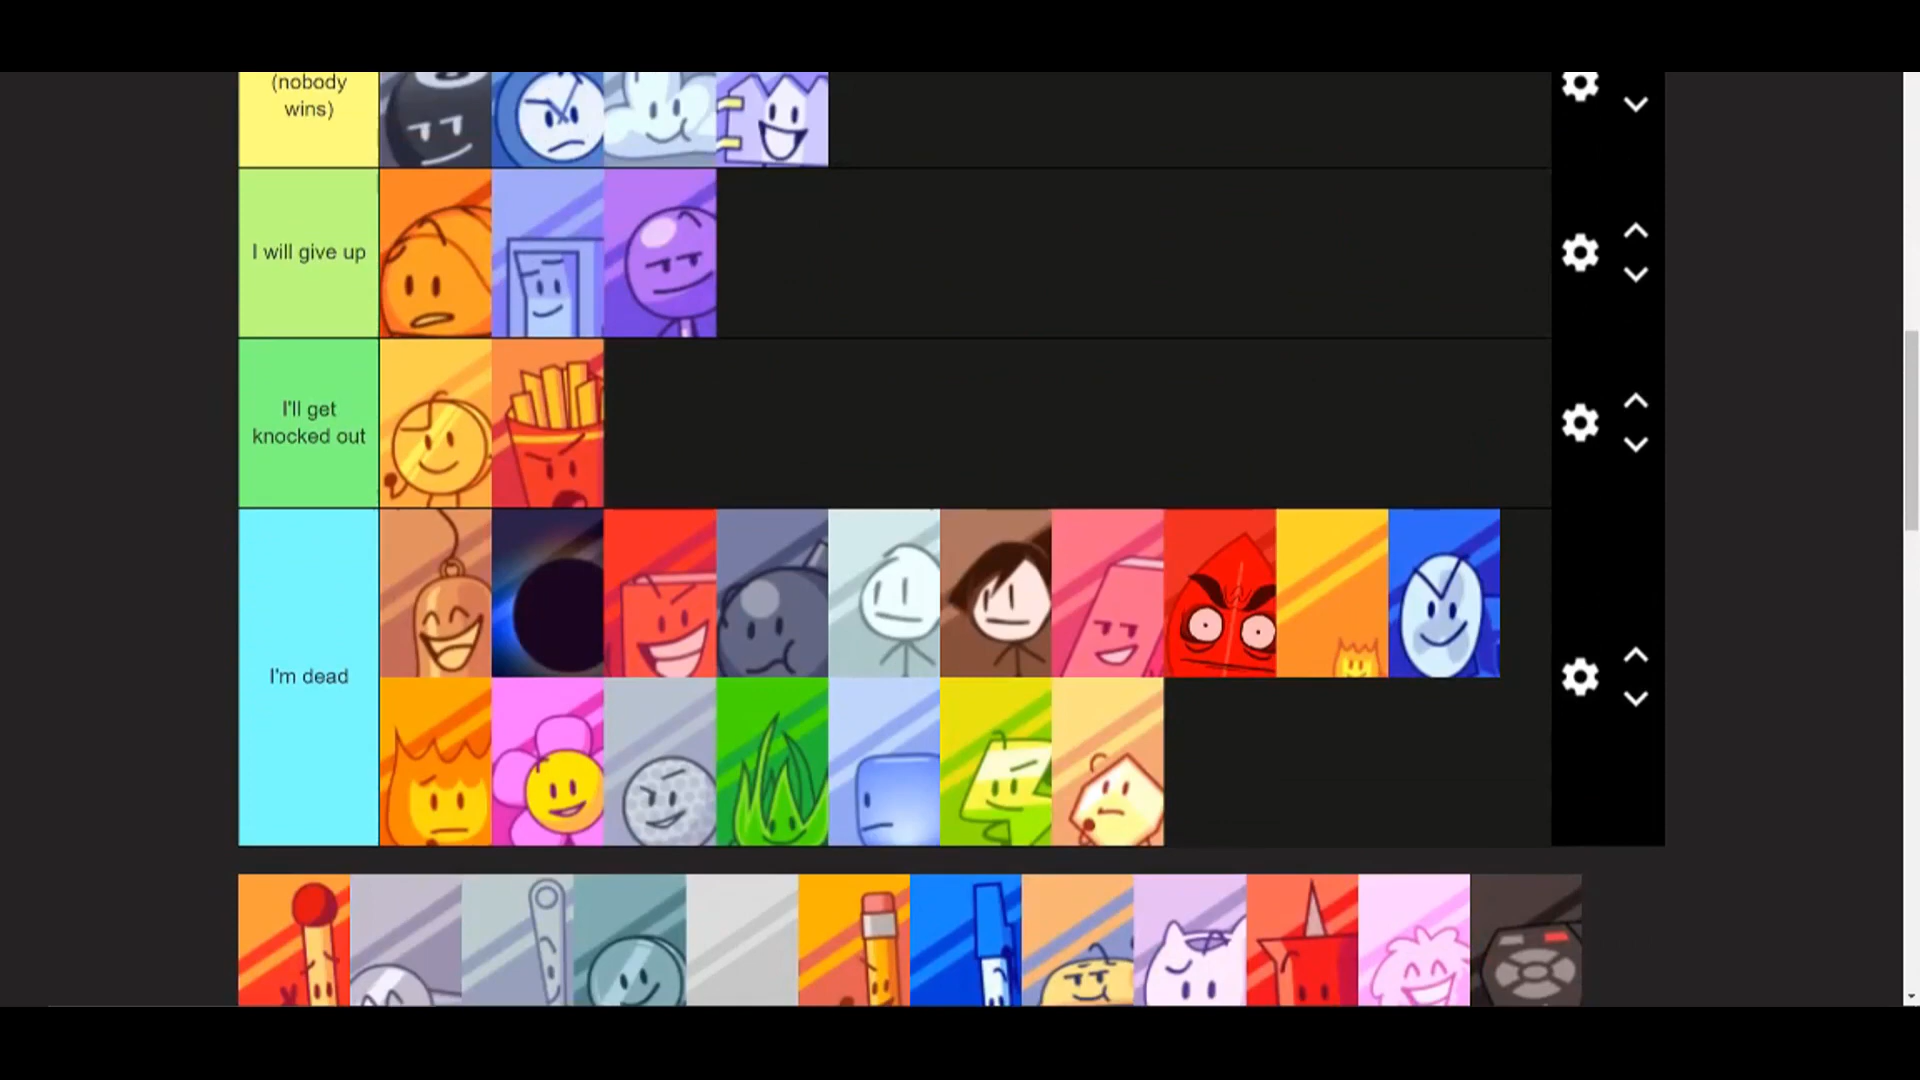 (nobody
wins)
I will give up
I'll get
knocked out
I'm dead